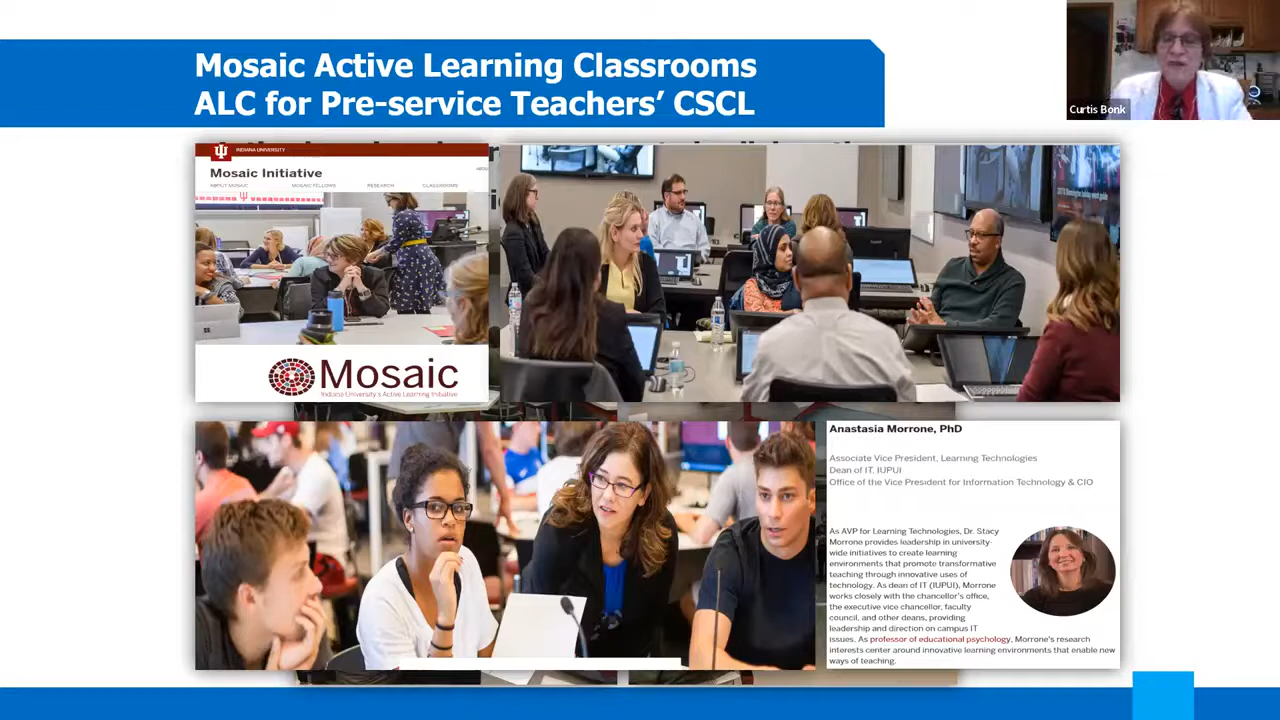 Mosaic Active Learning Classrooms
ALC for Pre-service Teachers' CSCL
Curtis Bonk
INDIANA UNIVERSITY
Mosaic Initiative
ABOUT MOSAIC MOSAIC FELLOWS RESEARCH CLASSROOMS
Mosaic
Indiana University's Active Learning Initiative
Anastasia Morrone, PhD
Associate Vice President, Learning Technologies
Dean of IT, IUPUI
Office of the Vice President for Information Technology & CIO
As AVP for Learning Technologies, Dr. Stacy
Morrone provides leadership in university-
wide initiatives to create learning
environments that promote transformative
teaching through innovative uses of
technology. As dean of IT (IUPUI), Morrone
works closely with the chancellor's office,
the executive vice chancellor, faculty
council, and other deans, providing
leadership and direction on campus IT
issues. As professor of educational psychology, Morrone's research
interests center around innovative learning environments that enable new
ways of teaching.